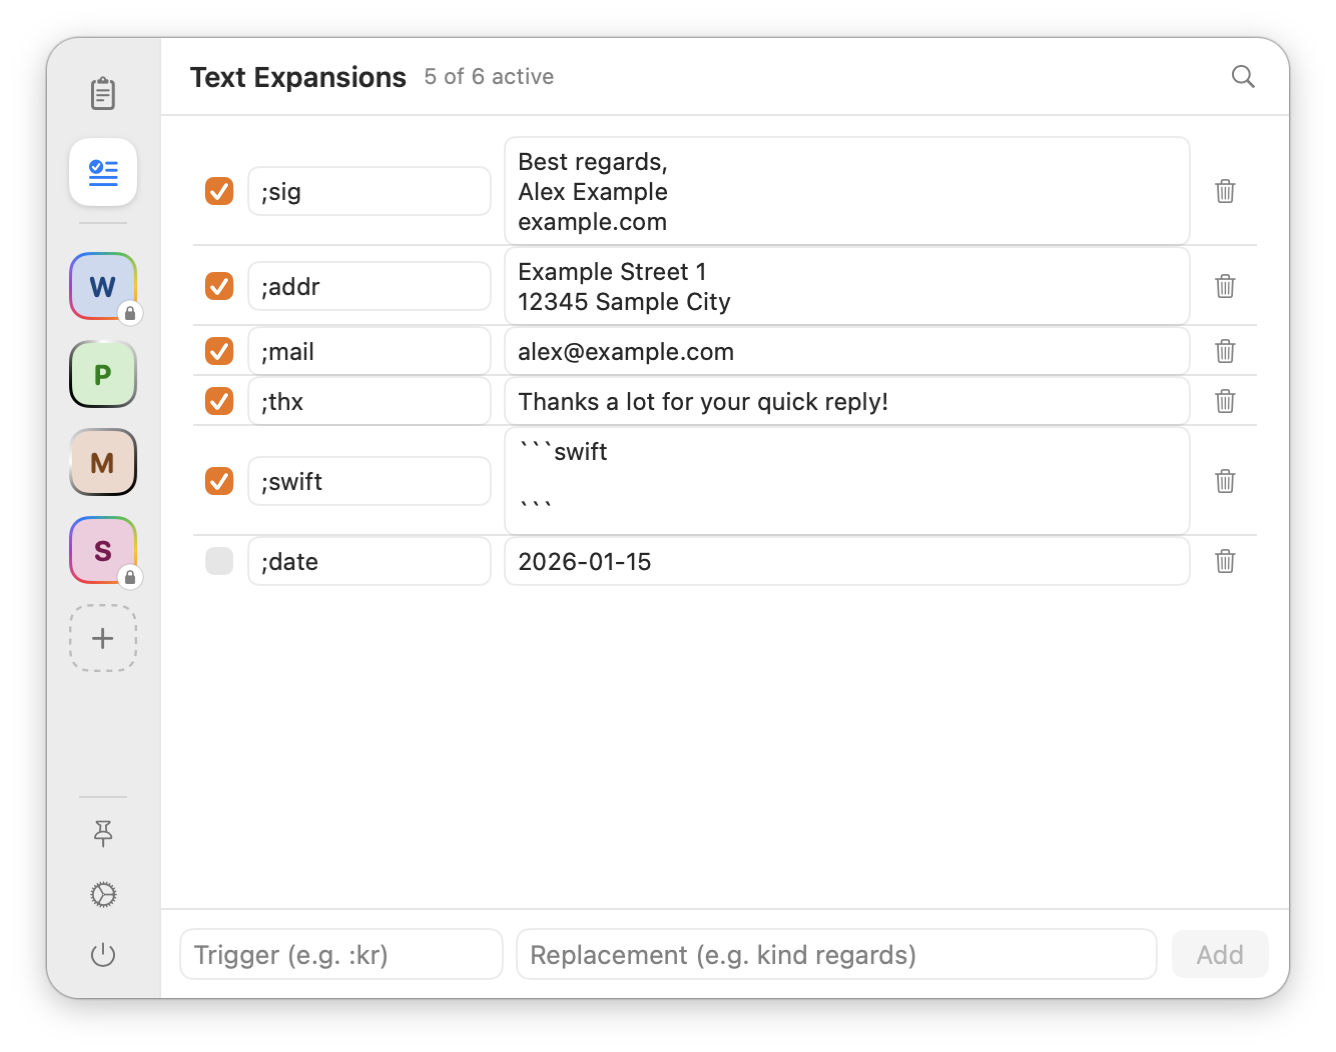 Text Expansions 5 of 6 active
;sig
Best regards,
Alex Example
example.com
;addr
Example Street 1
12345 Sample City
;mail
alex@example.com
;thx
Thanks a lot for your quick reply!
;swift
```swift
```
;date
2026-01-15
W
P
M
S
Trigger (e.g. :kr)
Replacement (e.g. kind regards)
Add